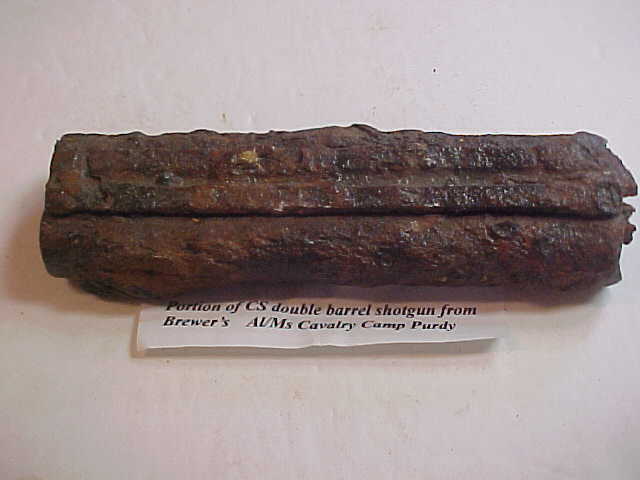 Portion of CS double barrel shotgun from
Brewer's Al/Ms Cavalry Camp Purdy